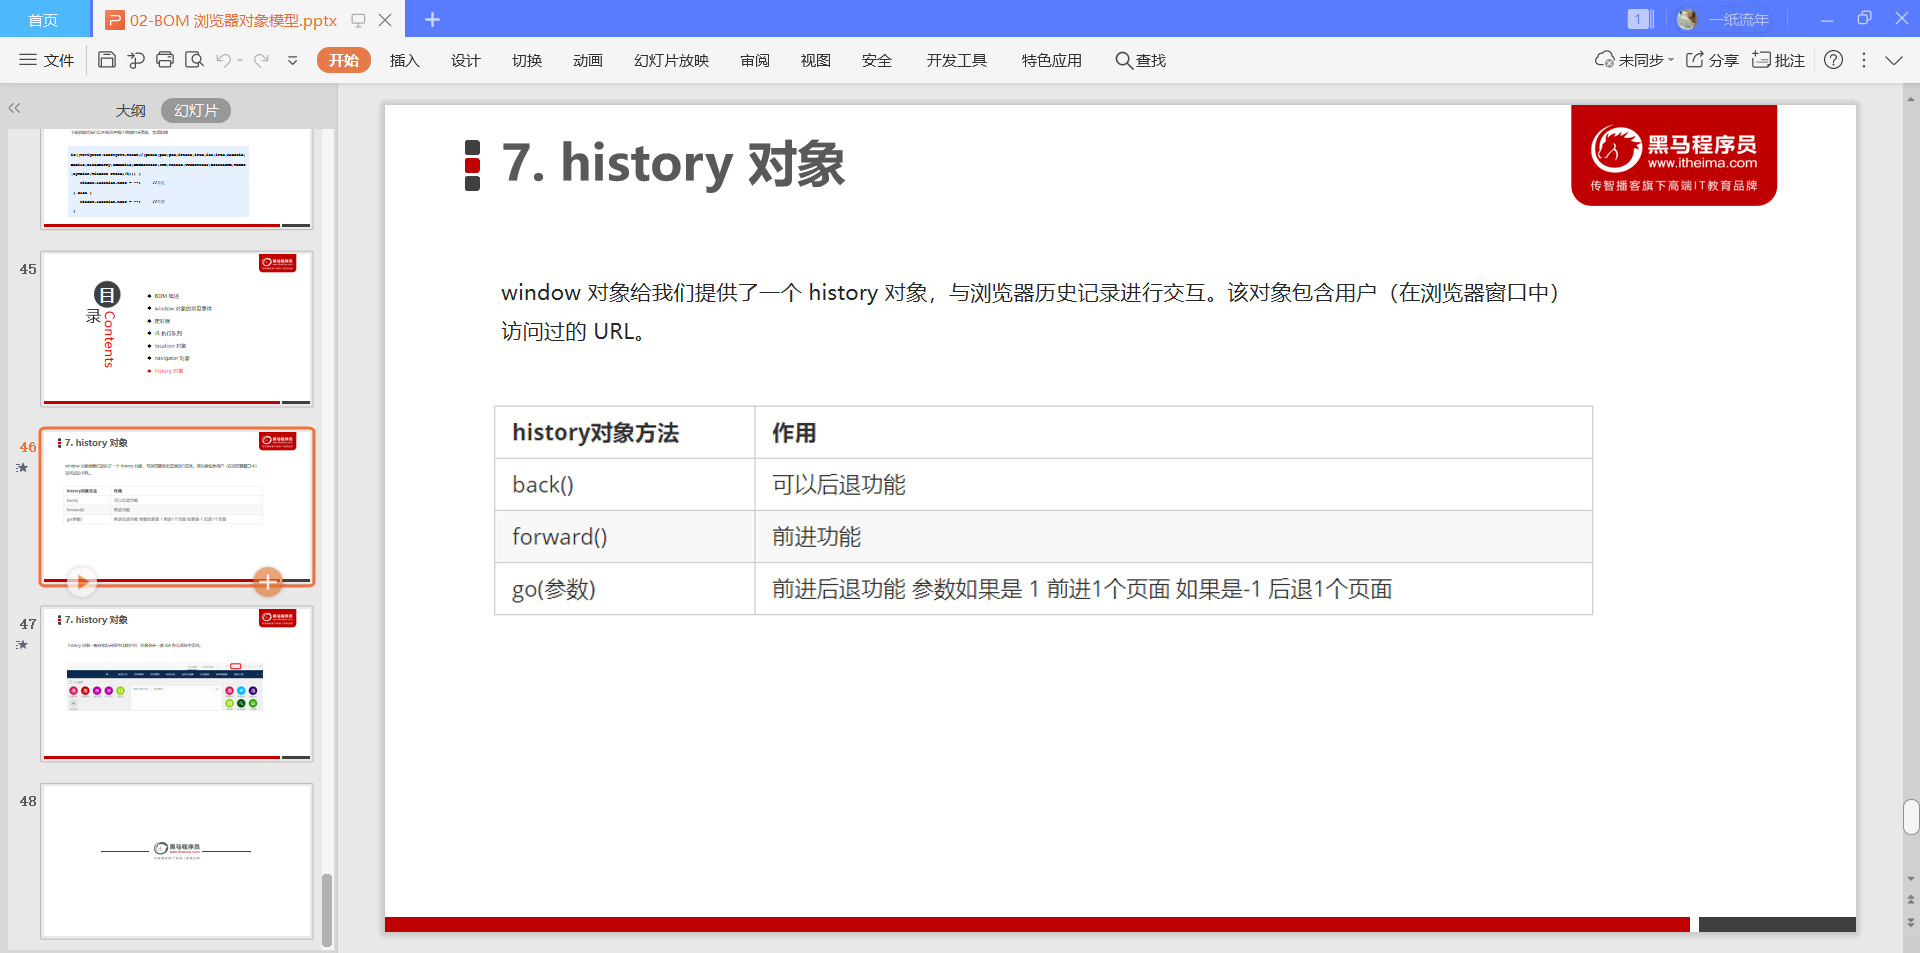 首页
02-BOM 浏览器对象模型.pptx
1
一纸流年
文件
开始
插入
设计
切换
动画
幻灯片放映
审阅
视图
安全
开发工具
特色应用
查找
未同步
分享
批注
大纲
幻灯片
45
目
录
Contents
BOM 概述
window 对象的常见事件
定时器
JS 执行队列
location 对象
navigator 对象
history 对象
46
7. history 对象
47
7. history 对象
48
黑马程序员
7. history 对象
黑马程序员
www.itheima.com
传智播客旗下高端IT教育品牌
window 对象给我们提供了一个 history 对象，与浏览器历史记录进行交互。该对象包含用户（在浏览器窗口中）
访问过的 URL。
history对象方法 作用
back() 可以后退功能
forward() 前进功能
go(参数) 前进后退功能 参数如果是 1 前进1个页面 如果是-1 后退1个页面